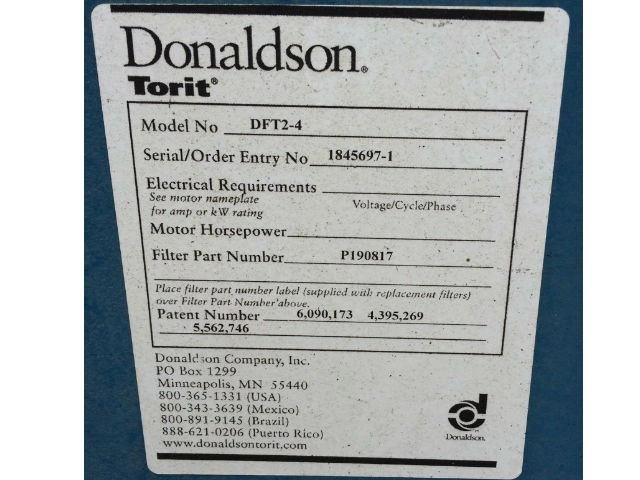 Donaldson®
Torit®
Model No DFT2-4
Serial/Order Entry No 1845697-1
Electrical Requirements
See motor nameplate Voltage/Cycle/Phase
for amp or kW rating
Motor Horsepower
Filter Part Number P190817
Place filter part number label (supplied with replacement filters)
over Filter Part Number above.
Patent Number 6,090,173 4,395,269
5,562,746
Donaldson Company, Inc.
PO Box 1299
Minneapolis, MN 55440
800-365-1331 (USA)
800-343-3639 (Mexico)
800-891-9145 (Brazil)
888-621-0206 (Puerto Rico)
www.donaldsontorit.com
Donaldson.